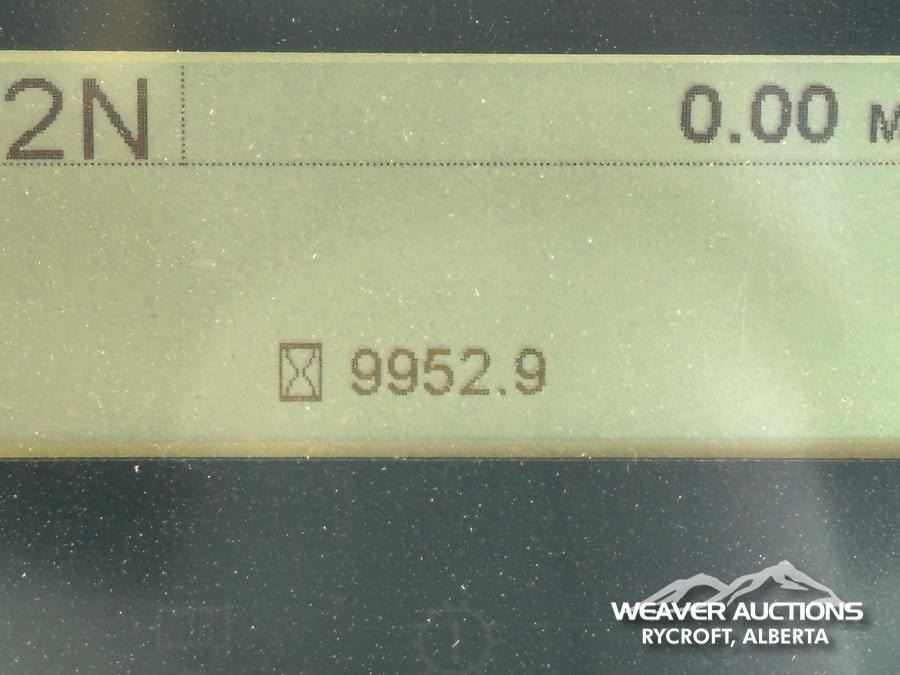 2N 0.00 M
9952.9
WEAVER AUCTIONS
RYCROFT, ALBERTA